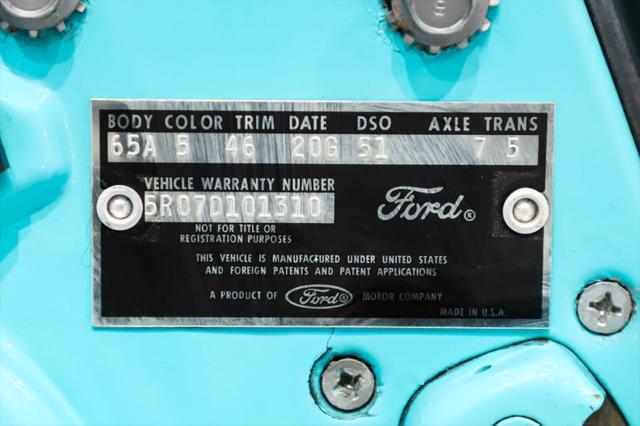 BODY COLOR TRIM DATE DSO AXLE TRANS
65A 5 46 20G 51 7 5
VEHICLE WARRANTY NUMBER
5R07D101310
Ford ®
NOT FOR TITLE OR
REGISTRATION PURPOSES
THIS VEHICLE IS MANUFACTURED UNDER UNITED STATES
AND FOREIGN PATENTS AND PATENT APPLICATIONS
A PRODUCT OF Ford ® MOTOR COMPANY
MADE IN U.S.A.